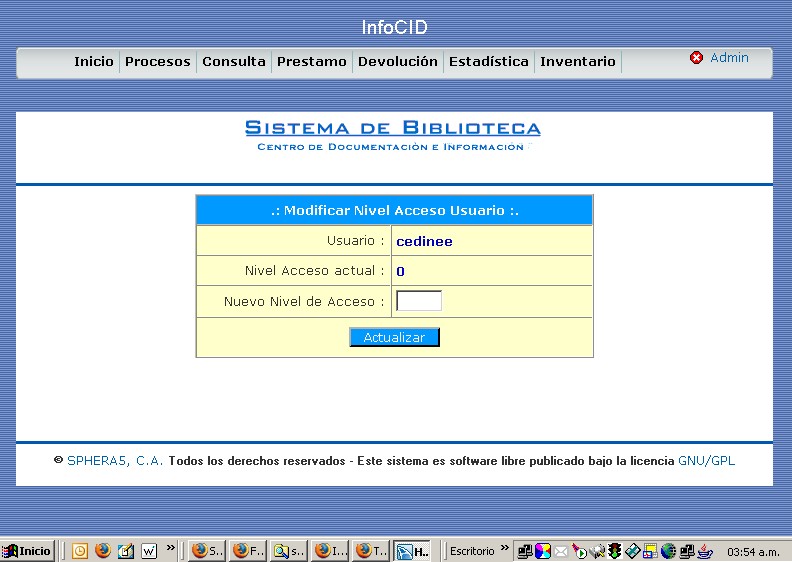 InfoCID
Inicio Procesos Consulta Prestamo Devolución Estadística Inventario Admin
SISTEMA DE BIBLIOTECA
CENTRO DE DOCUMENTACIÓN E INFORMACIÓN
.: Modificar Nivel Acceso Usuario :.
Usuario : cedinee
Nivel Acceso actual : 0
Nuevo Nivel de Acceso :
Actualizar
© SPHERA5, C.A. Todos los derechos reservados - Este sistema es software libre publicado bajo la licencia GNU/GPL
Inicio » S.. F.. s.. I... T.. H.. Escritorio » 03:54 a.m.